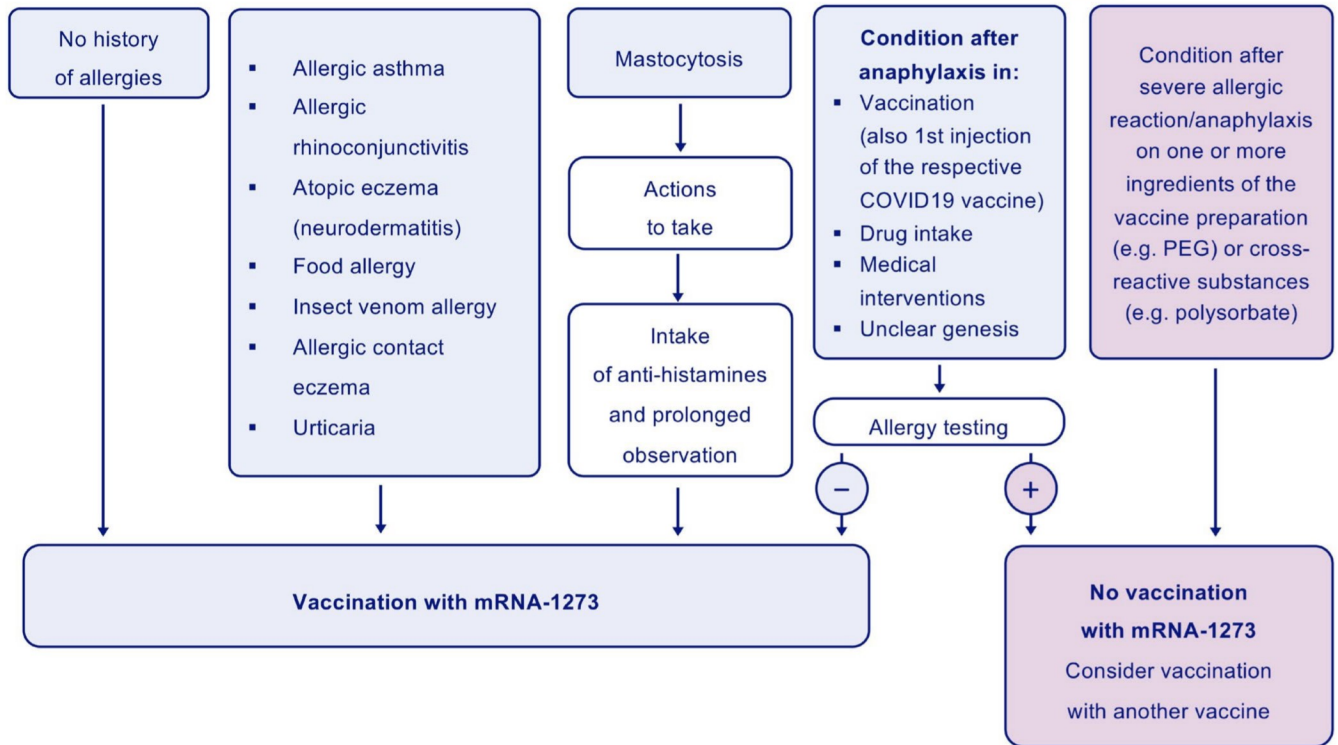 No history
of allergies
▪ Allergic asthma
▪ Allergic
rhinoconjunctivitis
▪ Atopic eczema
(neurodermatitis)
▪ Food allergy
▪ Insect venom allergy
▪ Allergic contact
eczema
▪ Urticaria
Mastocytosis
Actions
to take
Intake
of anti-histamines
and prolonged
observation
Condition after
anaphylaxis in:
▪ Vaccination
(also 1st injection
of the respective
COVID19 vaccine)
▪ Drug intake
▪ Medical
interventions
▪ Unclear genesis
Allergy testing
−
+
Condition after
severe allergic
reaction/anaphylaxis
on one or more
ingredients of the
vaccine preparation
(e.g. PEG) or cross-
reactive substances
(e.g. polysorbate)
Vaccination with mRNA-1273
No vaccination
with mRNA-1273
Consider vaccination
with another vaccine